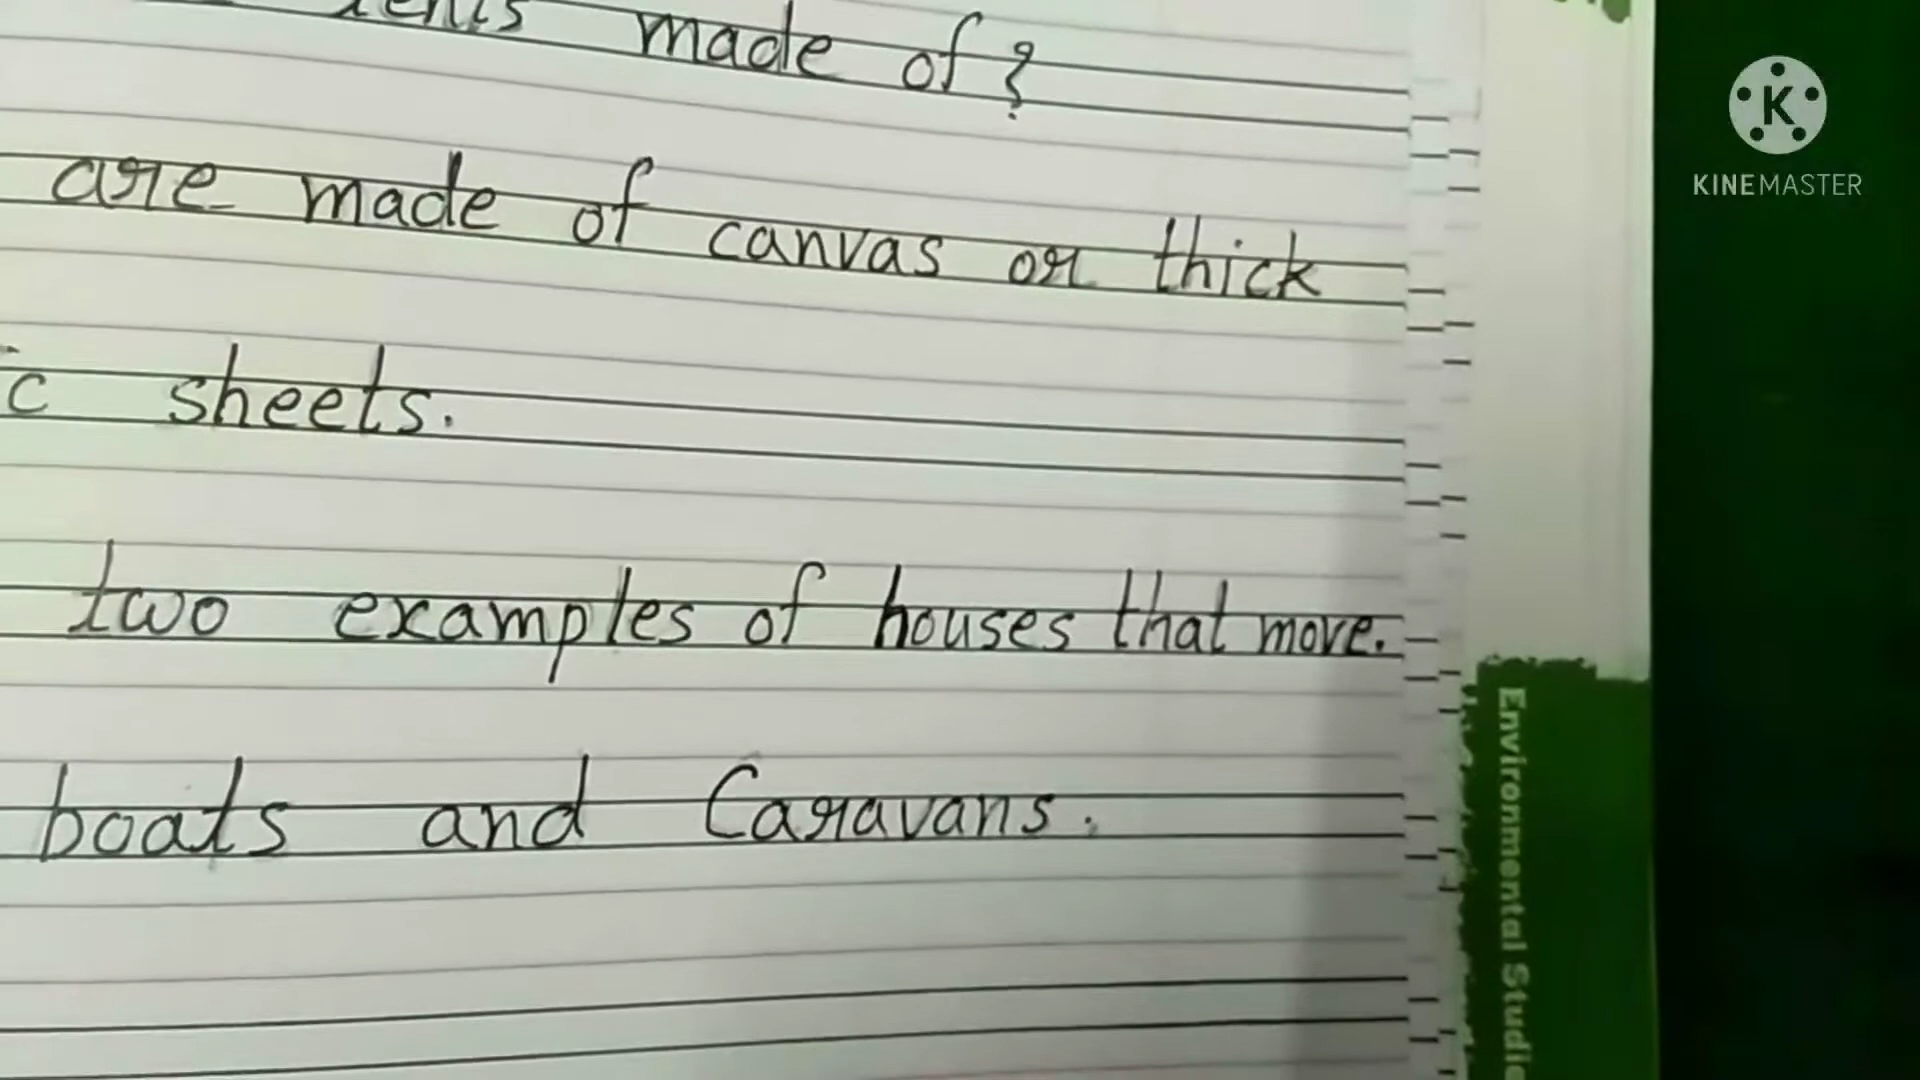 tents made of?
are made of canvas or thick
c sheets.
two examples of houses that move.
boats and Caravans.
KINEMASTER
Environmental Studie